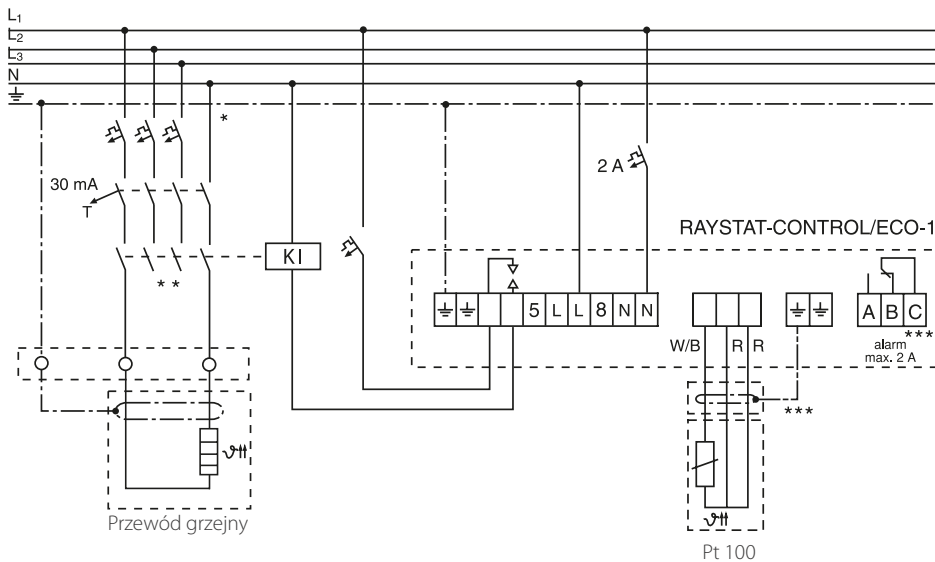 L1
L2
L3
N
*
30 mA
T
2 A
RAYSTAT-CONTROL/ECO-1
KI
* *
5 L L 8 N N
A B C
***
W/B R R
alarm
max. 2 A
***
ϑ
Przewód grzejny
ϑ
Pt 100